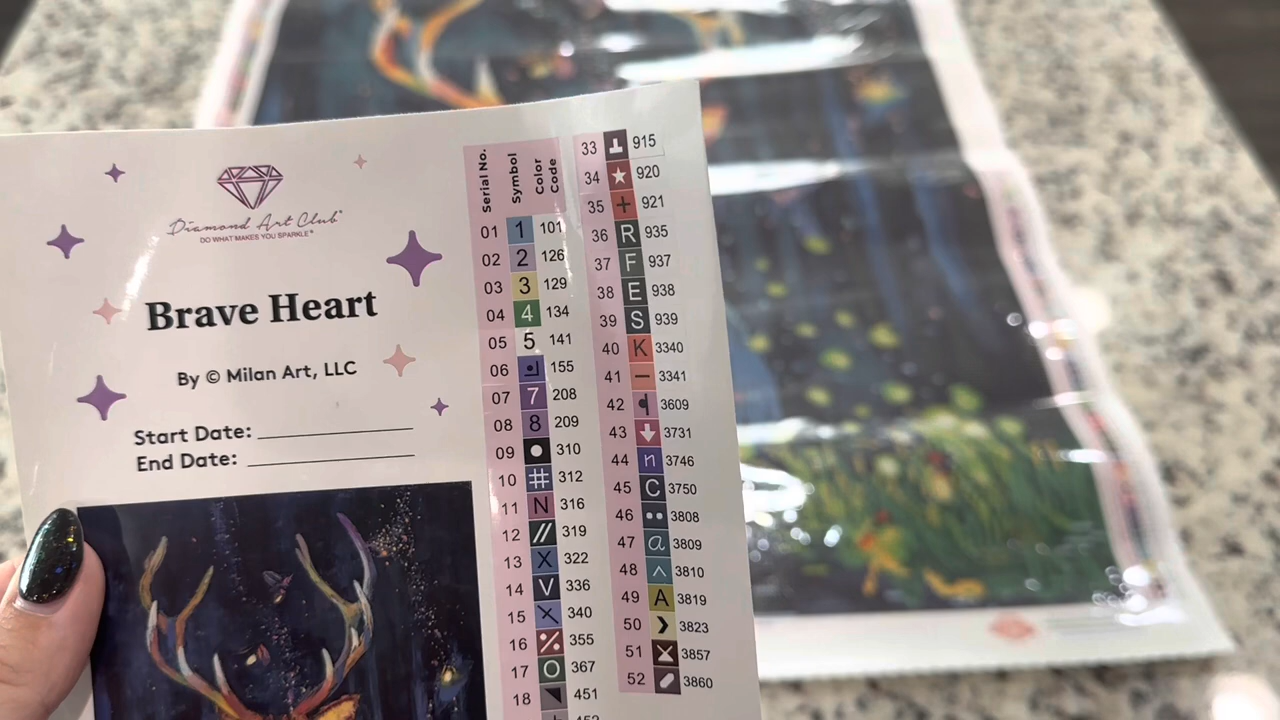 Diamond Art Club®
DO WHAT MAKES YOU SPARKLE®
Brave Heart
By © Milan Art, LLC
Start Date:
End Date:
Serial No. Symbol Color Code
01 1 101
02 2 126
03 3 129
04 4 134
05 5 141
06 155
07 7 208
08 8 209
09 ● 310
10 # 312
11 N 316
12 // 319
13 X 322
14 V 336
15 340
16 355
17 O 367
18 451
33 915
34 ★ 920
35 + 921
36 R 935
37 F 937
38 E 938
39 S 939
40 K 3340
41 – 3341
42 3609
43 ↓ 3731
44 n 3746
45 C 3750
46 •• 3808
47 a 3809
48 ^ 3810
49 A 3819
50 ❯ 3823
51 3857
52 3860